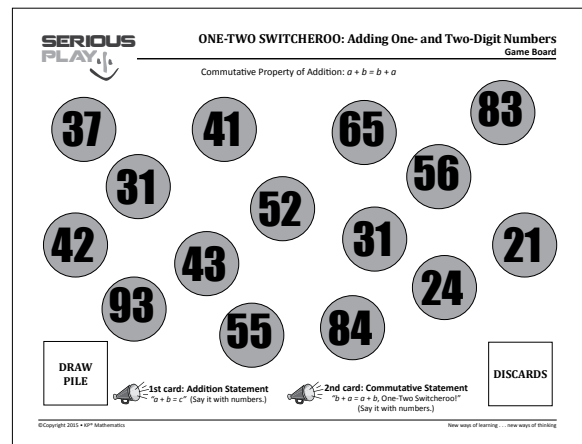 SERIOUS
PLAY
ONE-TWO SWITCHEROO: Adding One- and Two-Digit Numbers
Game Board
Commutative Property of Addition: a + b = b + a
37
41
65
83
31
56
52
42
43
31
21
93
24
55
84
DRAW
PILE
1st card: Addition Statement
"a + b = c" (Say it with numbers.)
2nd card: Commutative Statement
"b + a = a + b, One-Two Switcheroo!"
(Say it with numbers.)
DISCARDS
©Copyright 2015 • KP® Mathematics
New ways of learning . . . new ways of thinking